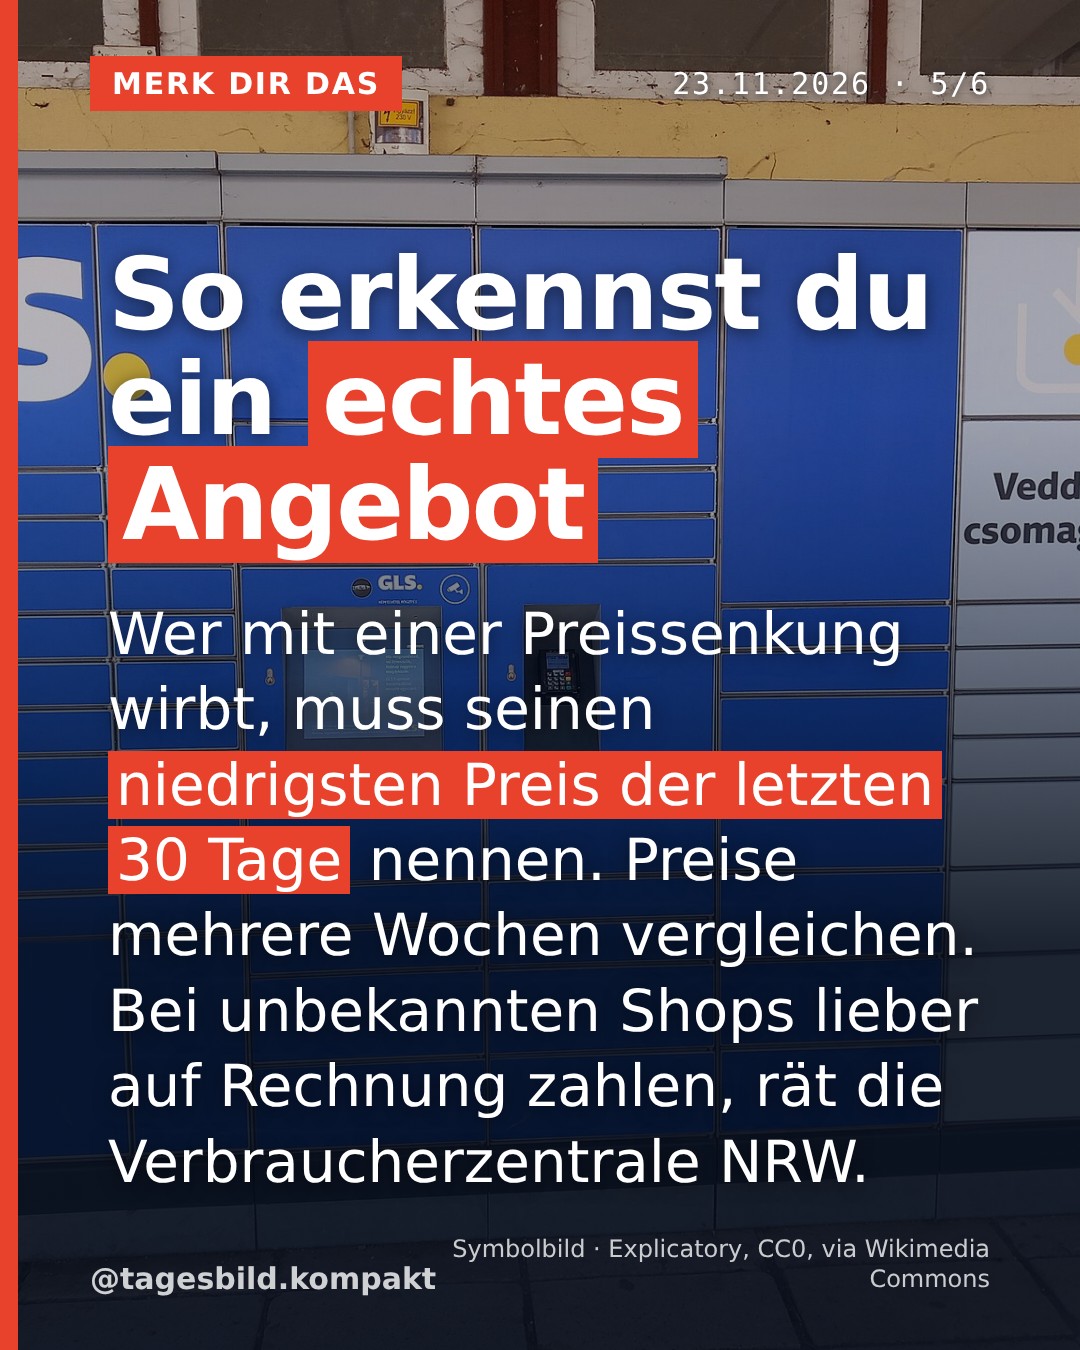 MERK DIR DAS
23.11.2026 · 5/6
So erkennst du
ein echtes
Angebot
GLS.
Wer mit einer Preissenkung
wirbt, muss seinen
niedrigsten Preis der letzten
30 Tage nennen. Preise
mehrere Wochen vergleichen.
Bei unbekannten Shops lieber
auf Rechnung zahlen, rät die
Verbraucherzentrale NRW.
@tagesbild.kompakt
Symbolbild · Explicatory, CC0, via Wikimedia
Commons